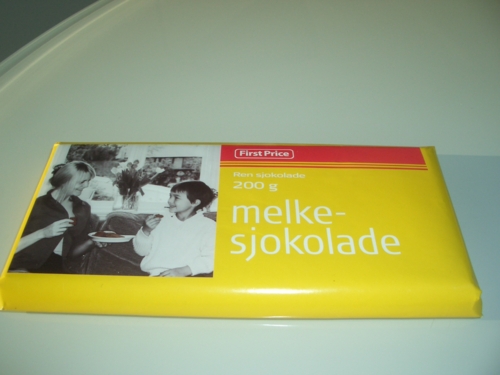 First Price
Ren sjokolade
200 g
melke-
sjokolade